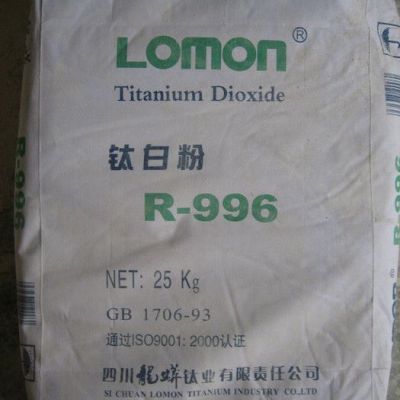 LOMON®
Titanium Dioxide
钛白粉
R-996
NET: 25 Kg
GB 1706-93
通过ISO9001: 2000认证
四川龙蟒钛业有限责任公司
SI CHUAN LOMON TITANIUM INDUSTRY CO.,LTD
R-996
R-996